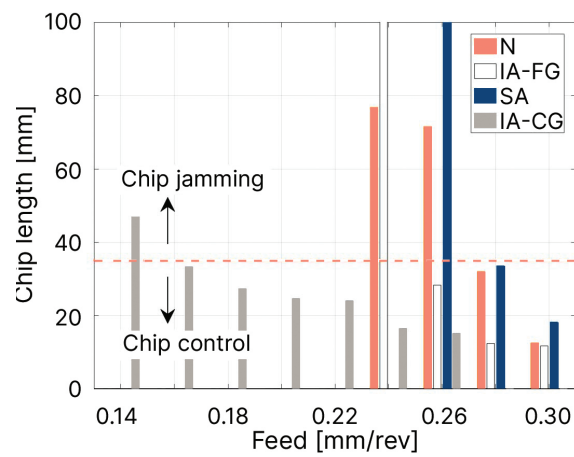 100
80
60
40
20
0
Chip length [mm]
N
IA-FG
SA
IA-CG
Chip jamming
Chip control
0.14 0.18 0.22 0.26 0.30
Feed [mm/rev]